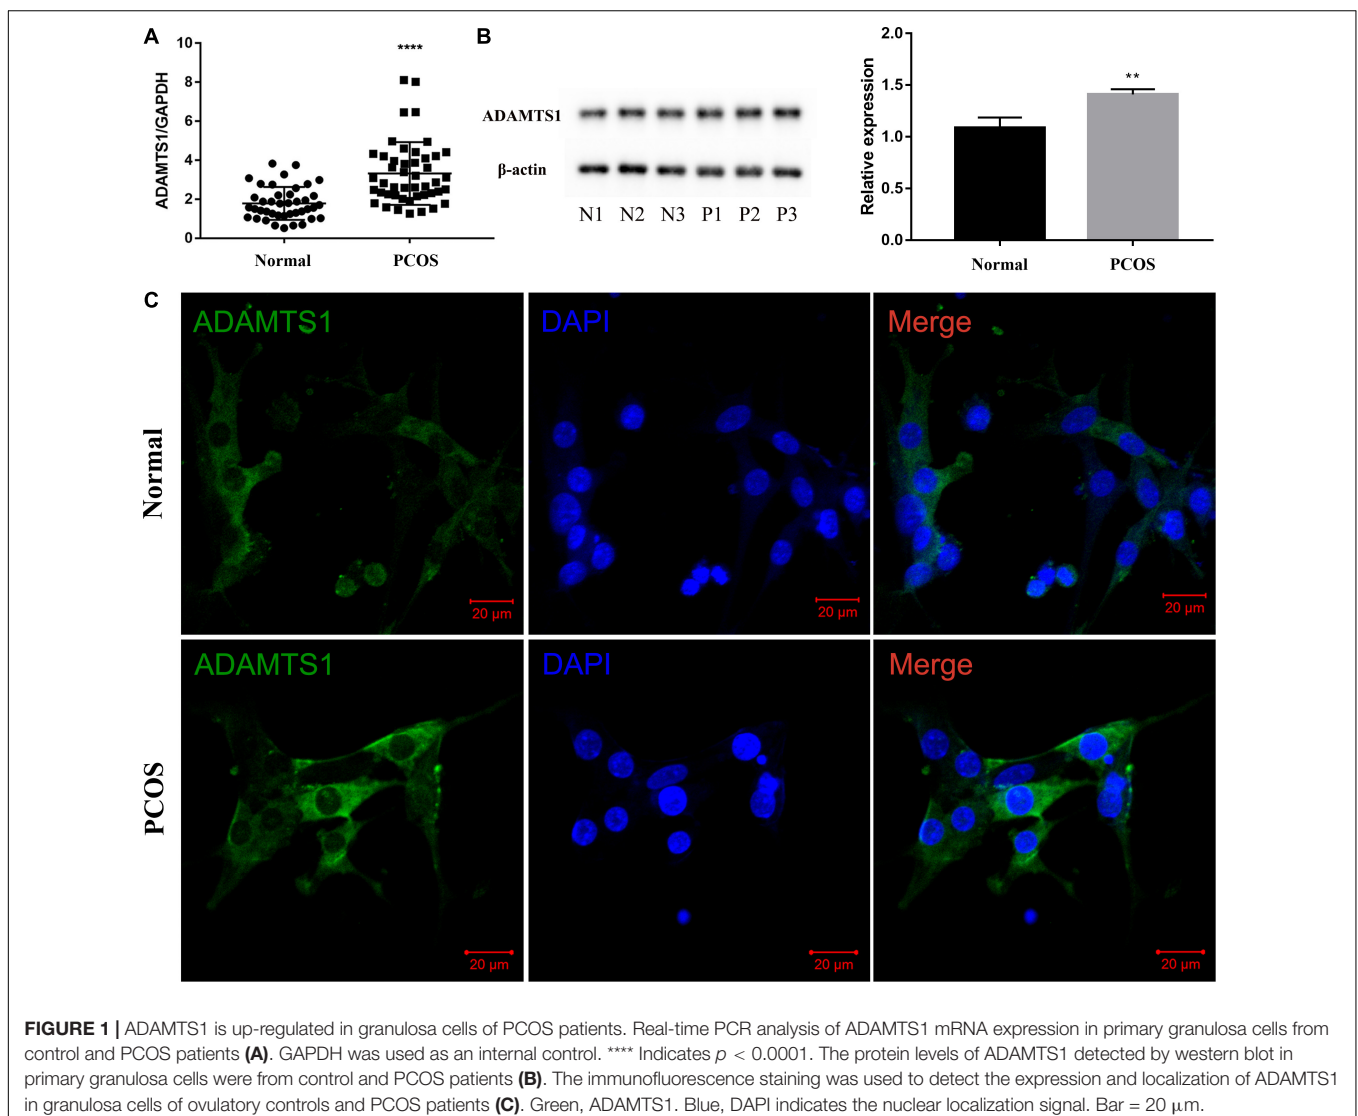 A
10
8
6
4
2
0
ADAMTS1/GAPDH
****
Normal
PCOS
B
ADAMTS1
β-actin
N1 N2 N3 P1 P2 P3
2.0
1.5
1.0
0.5
0.0
Relative expression
**
Normal
PCOS
C
Normal
ADAMTS1
DAPI
Merge
20 µm
20 µm
20 µm
PCOS
ADAMTS1
DAPI
Merge
20 µm
20 µm
20 µm
FIGURE 1 | ADAMTS1 is up-regulated in granulosa cells of PCOS patients. Real-time PCR analysis of ADAMTS1 mRNA expression in primary granulosa cells from
control and PCOS patients (A). GAPDH was used as an internal control. **** Indicates p < 0.0001. The protein levels of ADAMTS1 detected by western blot in
primary granulosa cells were from control and PCOS patients (B). The immunofluorescence staining was used to detect the expression and localization of ADAMTS1
in granulosa cells of ovulatory controls and PCOS patients (C). Green, ADAMTS1. Blue, DAPI indicates the nuclear localization signal. Bar = 20 µm.